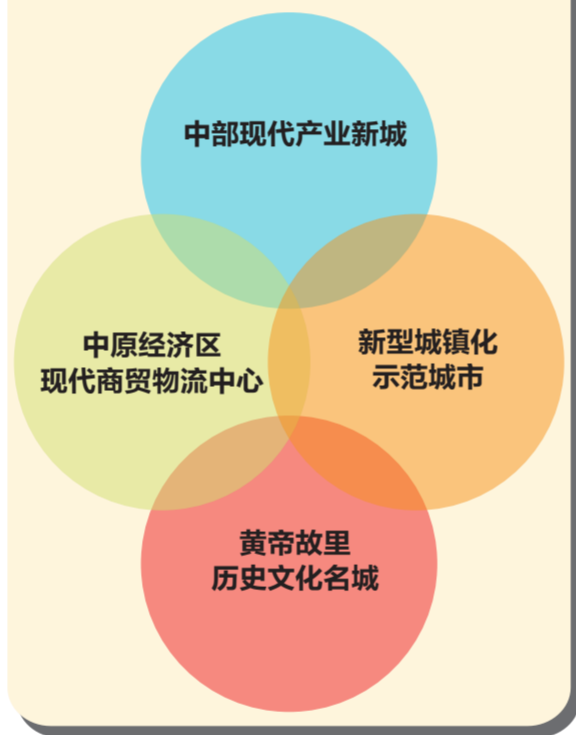 中部现代产业新城
中原经济区
现代商贸物流中心
新型城镇化
示范城市
黄帝故里
历史文化名城